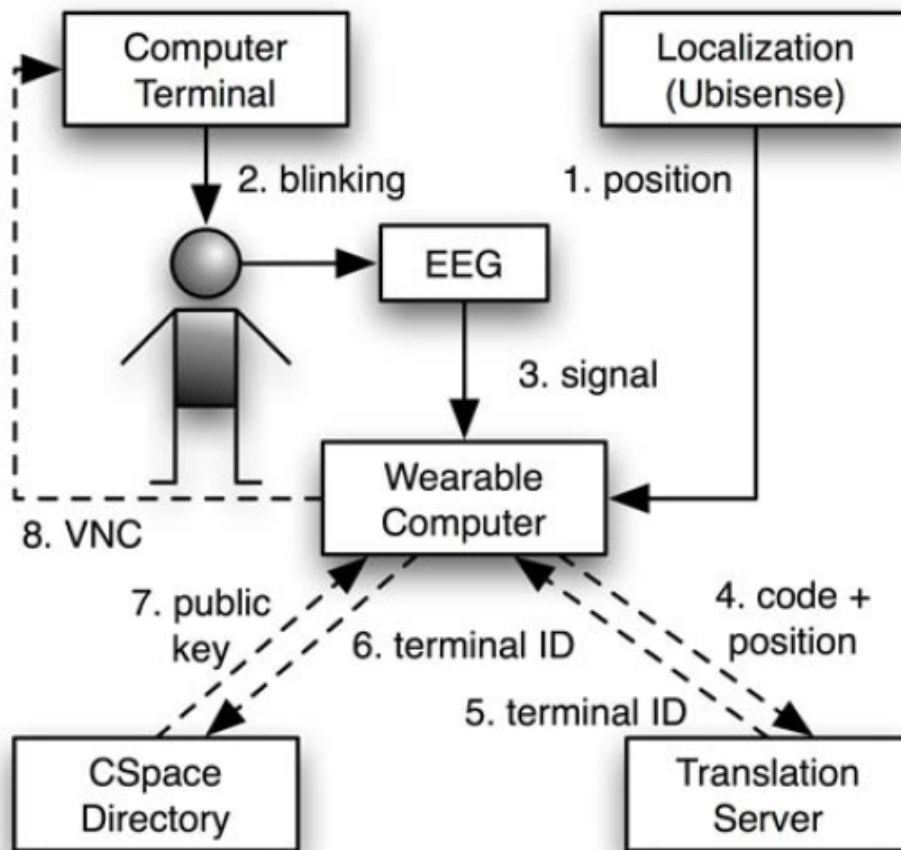 Computer
Terminal
Localization
(Ubisense)
2. blinking
1. position
EEG
3. signal
Wearable
Computer
8. VNC
7. public
key
4. code +
position
6. terminal ID
5. terminal ID
CSpace
Directory
Translation
Server